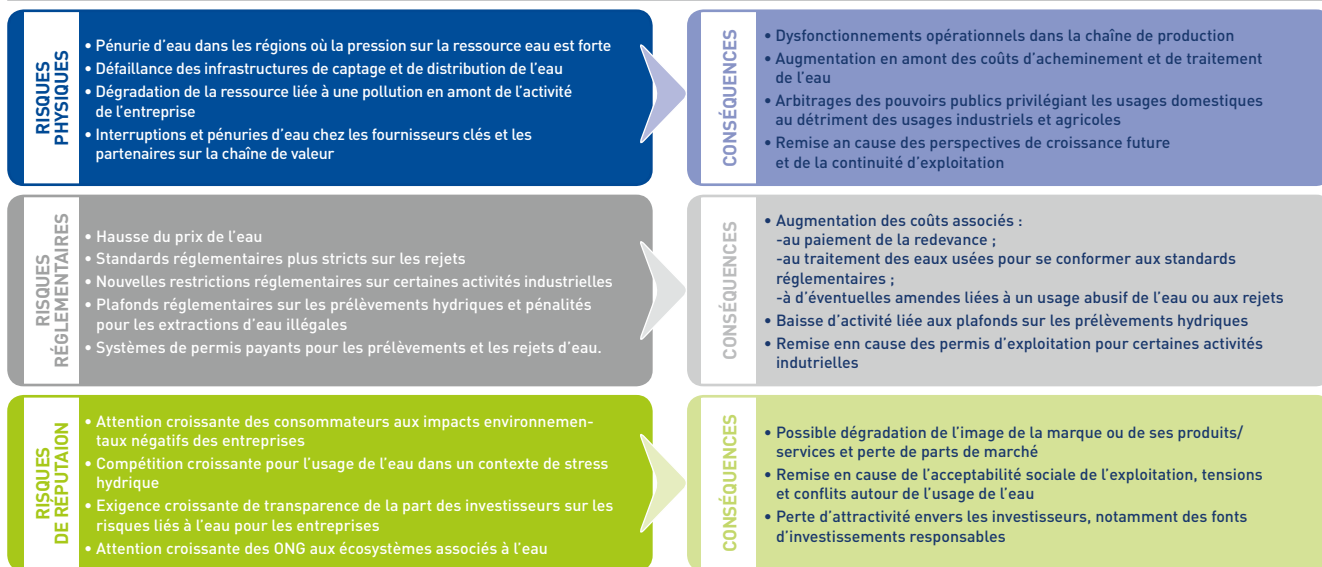 RISQUES
PHYSIQUES
• Pénurie d'eau dans les régions où la pression sur la ressource eau est forte
• Défaillance des infrastructures de captage et de distribution de l'eau
• Dégradation de la ressource liée à une pollution en amont de l'activité
de l'entreprise
• Interruptions et pénuries d'eau chez les fournisseurs clés et les
partenaires sur la chaîne de valeur
CONSÉQUENCES
• Dysfonctionnements opérationnels dans la chaîne de production
• Augmentation en amont des coûts d'acheminement et de traitement
de l'eau
• Arbitrages des pouvoirs publics privilégiant les usages domestiques
au détriment des usages industriels et agricoles
• Remise an cause des perspectives de croissance future
et de la continuité d'exploitation
RISQUES
RÉGLEMENTAIRES
• Hausse du prix de l'eau
• Standards réglementaires plus stricts sur les rejets
• Nouvelles restrictions réglementaires sur certaines activités industrielles
• Plafonds réglementaires sur les prélèvements hydriques et pénalités
pour les extractions d'eau illégales
• Systèmes de permis payants pour les prélèvements et les rejets d'eau.
CONSÉQUENCES
• Augmentation des coûts associés :
-au paiement de la redevance ;
-au traitement des eaux usées pour se conformer aux standards
réglementaires ;
-à d'éventuelles amendes liées à un usage abusif de l'eau ou aux rejets
• Baisse d'activité liée aux plafonds sur les prélèvements hydriques
• Remise enn cause des permis d'exploitation pour certaines activités
indutrielles
RISQUES
DE RÉPUTAION
• Attention croissante des consommateurs aux impacts environnemen-
taux négatifs des entreprises
• Compétition croissante pour l'usage de l'eau dans un contexte de stress
hydrique
• Exigence croissante de transparence de la part des investisseurs sur les
risques liés à l'eau pour les entreprises
• Attention croissante des ONG aux écosystèmes associés à l'eau
CONSÉQUENCES
• Possible dégradation de l'image de la marque ou de ses produits/
services et perte de parts de marché
• Remise en cause de l'acceptabilité sociale de l'exploitation, tensions
et conflits autour de l'usage de l'eau
• Perte d'attractivité envers les investisseurs, notamment des fonts
d'investissements responsables